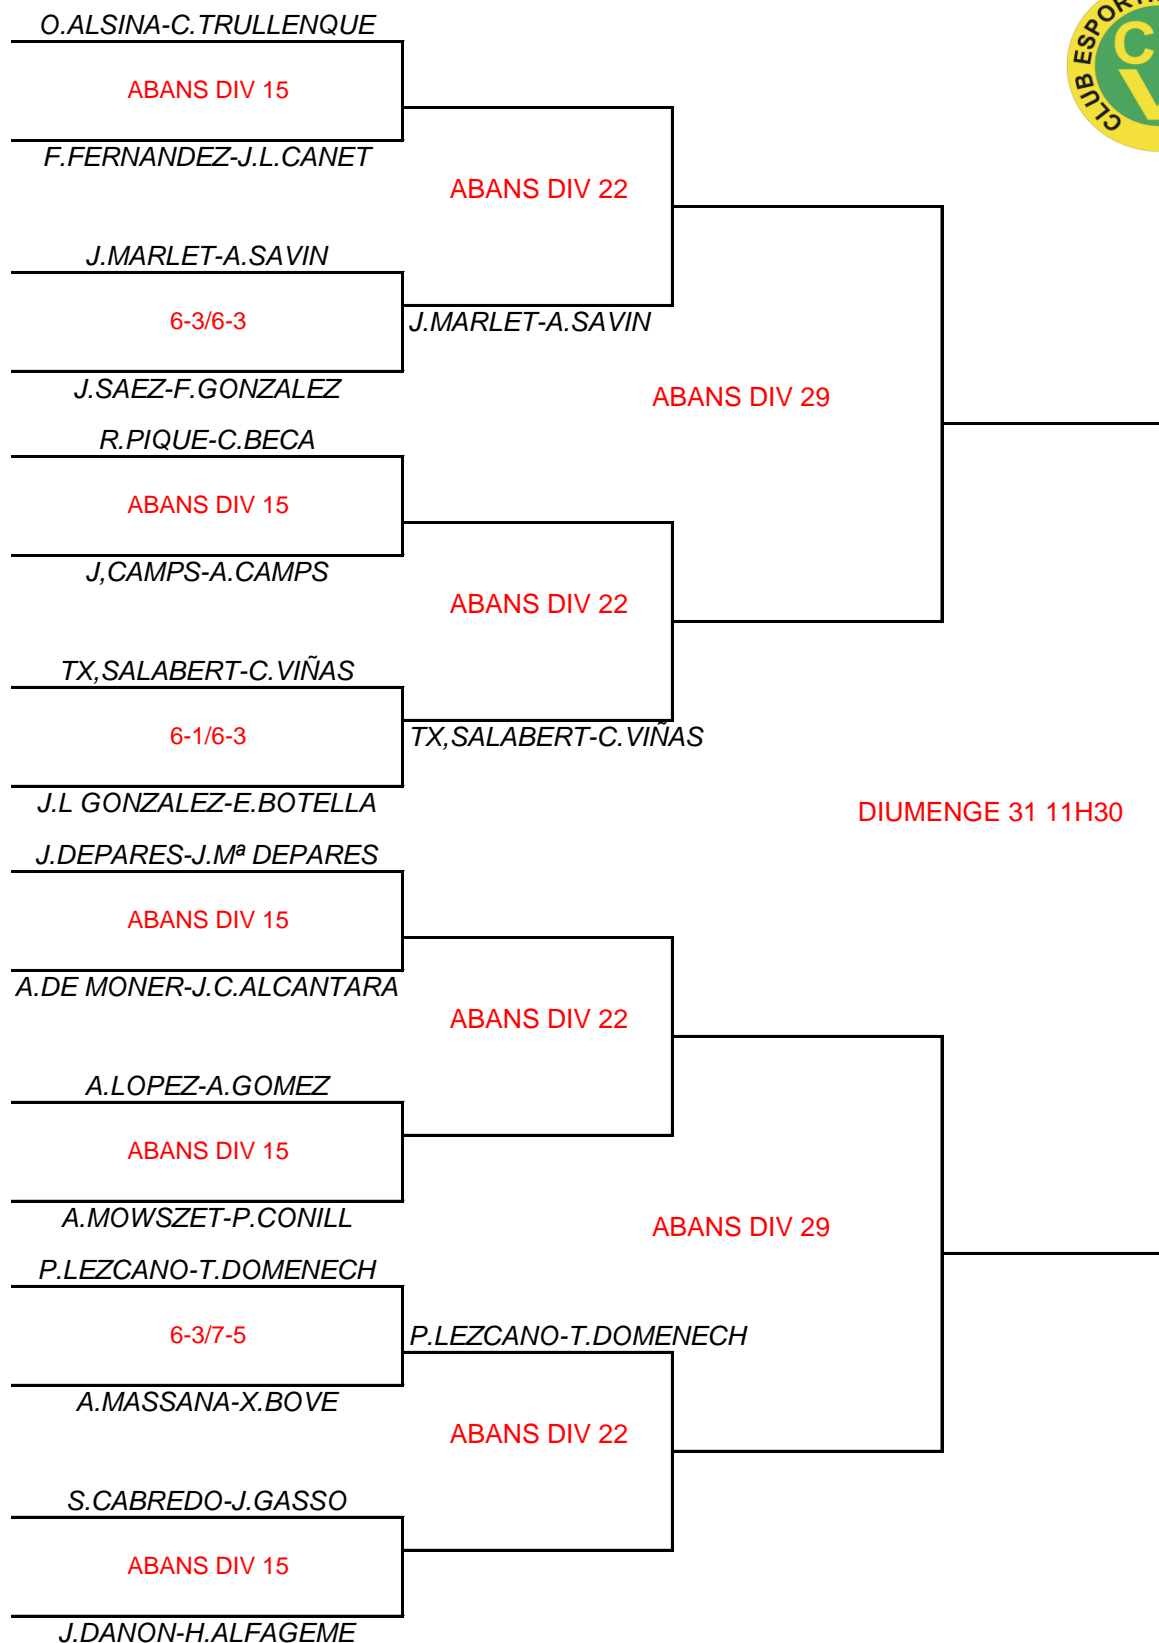 O.ALSINA-C.TRULLENQUE
ABANS DIV 15
F.FERNANDEZ-J.L.CANET
ABANS DIV 22
J.MARLET-A.SAVIN
6-3/6-3
J.MARLET-A.SAVIN
J.SAEZ-F.GONZALEZ
ABANS DIV 29
R.PIQUE-C.BECA
ABANS DIV 15
J,CAMPS-A.CAMPS
ABANS DIV 22
TX,SALABERT-C.VIÑAS
6-1/6-3
TX,SALABERT-C.VIÑAS
J.L GONZALEZ-E.BOTELLA
DIUMENGE 31 11H30
J.DEPARES-J.Mª DEPARES
ABANS DIV 15
A.DE MONER-J.C.ALCANTARA
ABANS DIV 22
A.LOPEZ-A.GOMEZ
ABANS DIV 15
A.MOWSZET-P.CONILL
ABANS DIV 29
P.LEZCANO-T.DOMENECH
6-3/7-5
P.LEZCANO-T.DOMENECH
A.MASSANA-X.BOVE
ABANS DIV 22
S.CABREDO-J.GASSO
ABANS DIV 15
J.DANON-H.ALFAGEME
CLUB
C
V